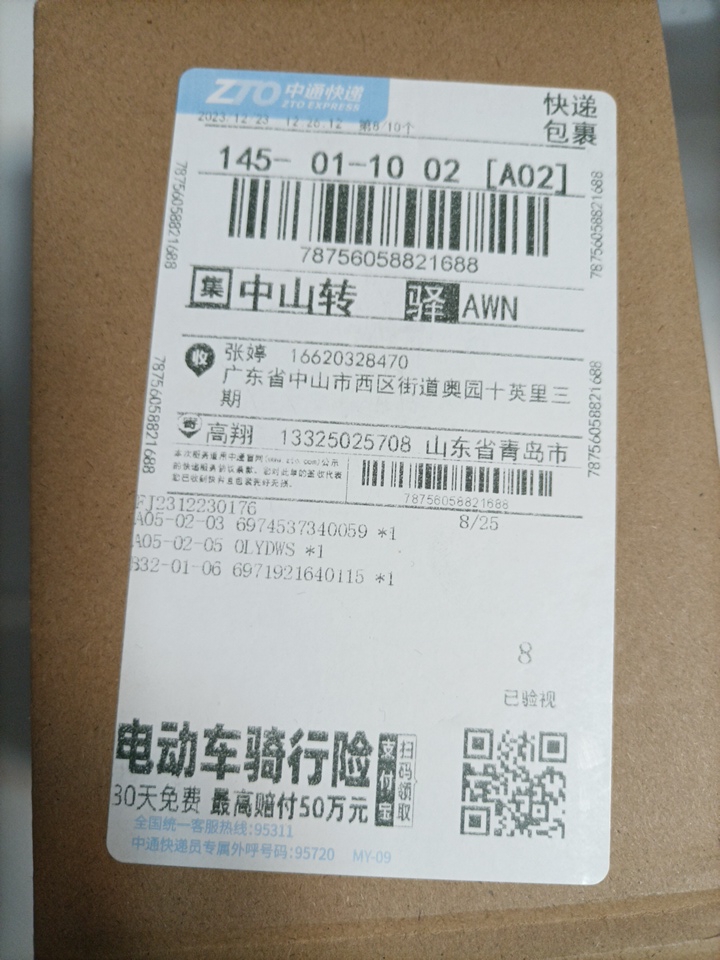 ZTO 中通快递
ZTO EXPRESS
快递
包裹
2023.12.23 12:26:12 第8/10个
145- 01-10 02 [A02]
78756058821688
78756058821688
78756058821688
集 中山转 驿 AWN
收 张婷 16620328470
广东省中山市西区街道奥园十英里三
期
78756058821688
78756058821688
寄 高翔 13325025708 山东省青岛市
78756058821688
FJ2312230176
8/25
A05-02-03 6974537340059 *1
A05-02-05 OLYDWS *1
B32-01-06 6971921640115 *1
8
已验视
电动车骑行险
支付宝
扫码领取
30天免费 最高赔付50万元
全国统一客服热线:95311
中通快递员专属外呼号码:95720 MY-09